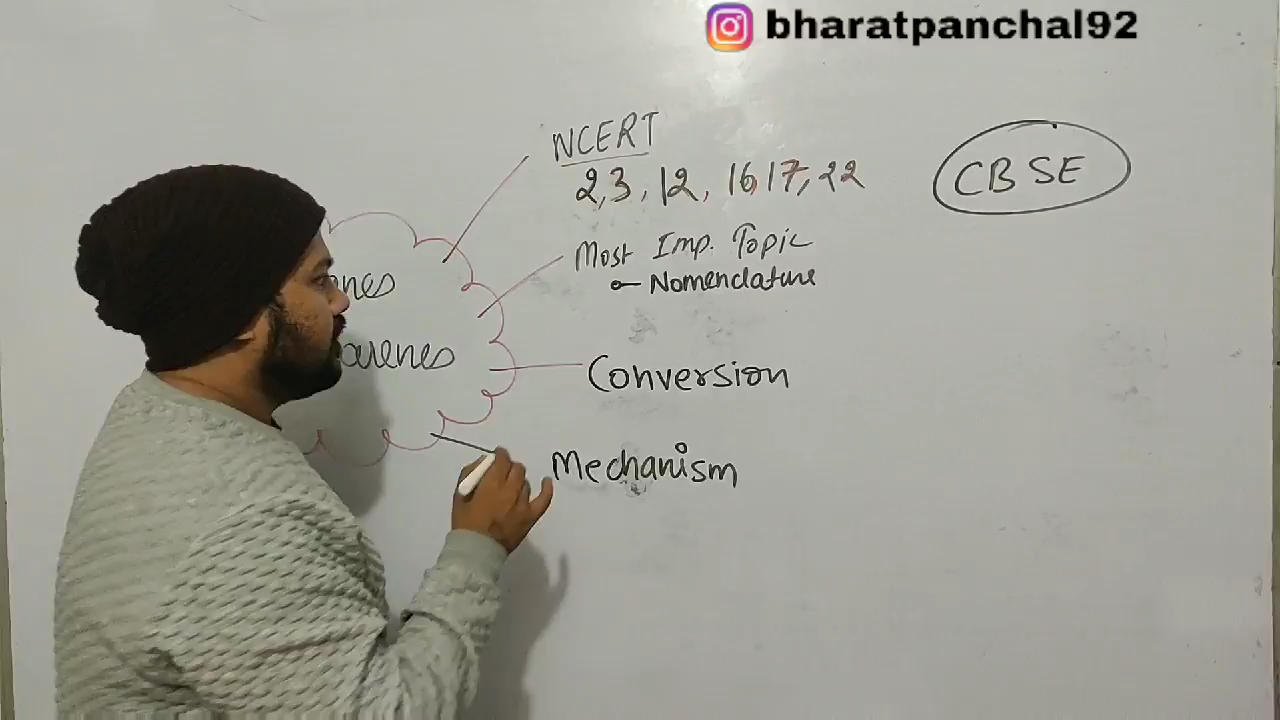 bharatpanchal92
NCERT
2,3, 12, 16,17,22
CBSE
Most Imp. Topic
Nomenclature
Conversion
Mechanism